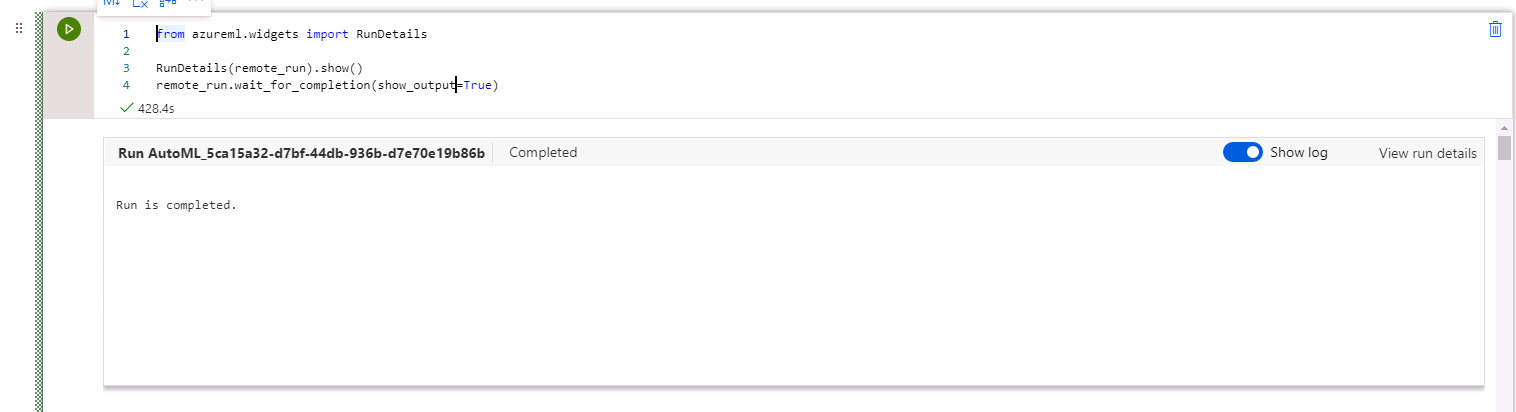 M↓
1 from azureml.widgets import RunDetails
2
3 RunDetails(remote_run).show()
4 remote_run.wait_for_completion(show_output=True)
428.4s
Run AutoML_5ca15a32-d7bf-44db-936b-d7e70e19b86b Completed Show log View run details
Run is completed.